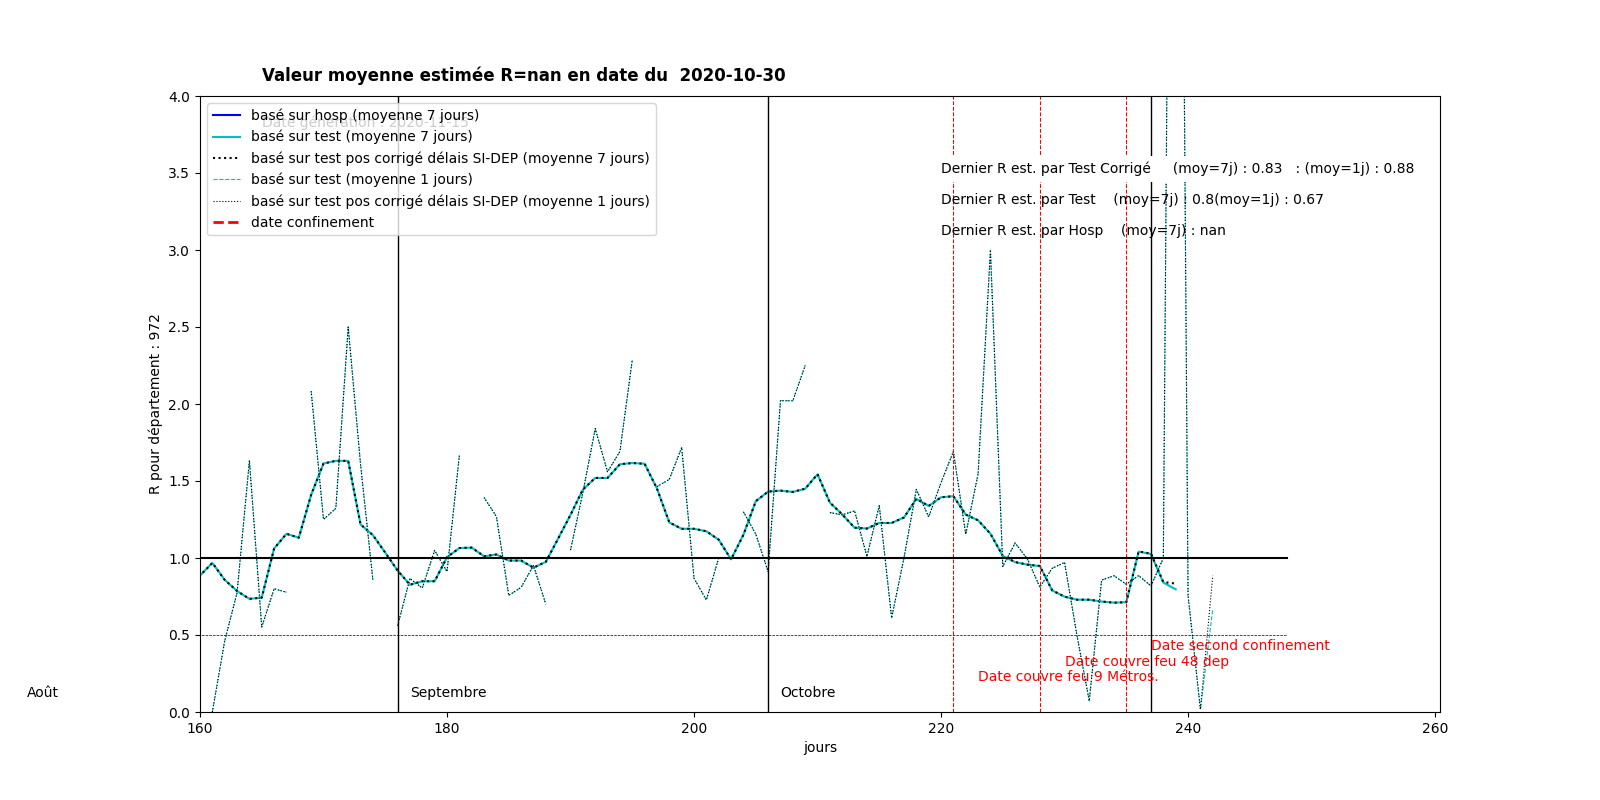 Valeur moyenne estimée R=nan en date du  2020-10-30
Date génération : 2020-11-15
basé sur hosp (moyenne 7 jours)
basé sur test (moyenne 7 jours)
basé sur test pos corrigé délais SI-DEP (moyenne 7 jours)
basé sur test (moyenne 1 jours)
basé sur test pos corrigé délais SI-DEP (moyenne 1 jours)
date confinement
Dernier R est. par Test Corrigé     (moy=7j) : 0.83   : (moy=1j) : 0.88
Dernier R est. par Test    (moy=7j) : 0.8(moy=1j) : 0.67
Dernier R est. par Hosp    (moy=7j) : nan
4.0
3.5
3.0
2.5
2.0
1.5
1.0
0.5
0.0
R pour département : 972
Date second confinement
Date couvre feu 48 dep
Date couvre feu 9 Métros.
Août
Septembre
Octobre
160
180
200
220
240
260
jours